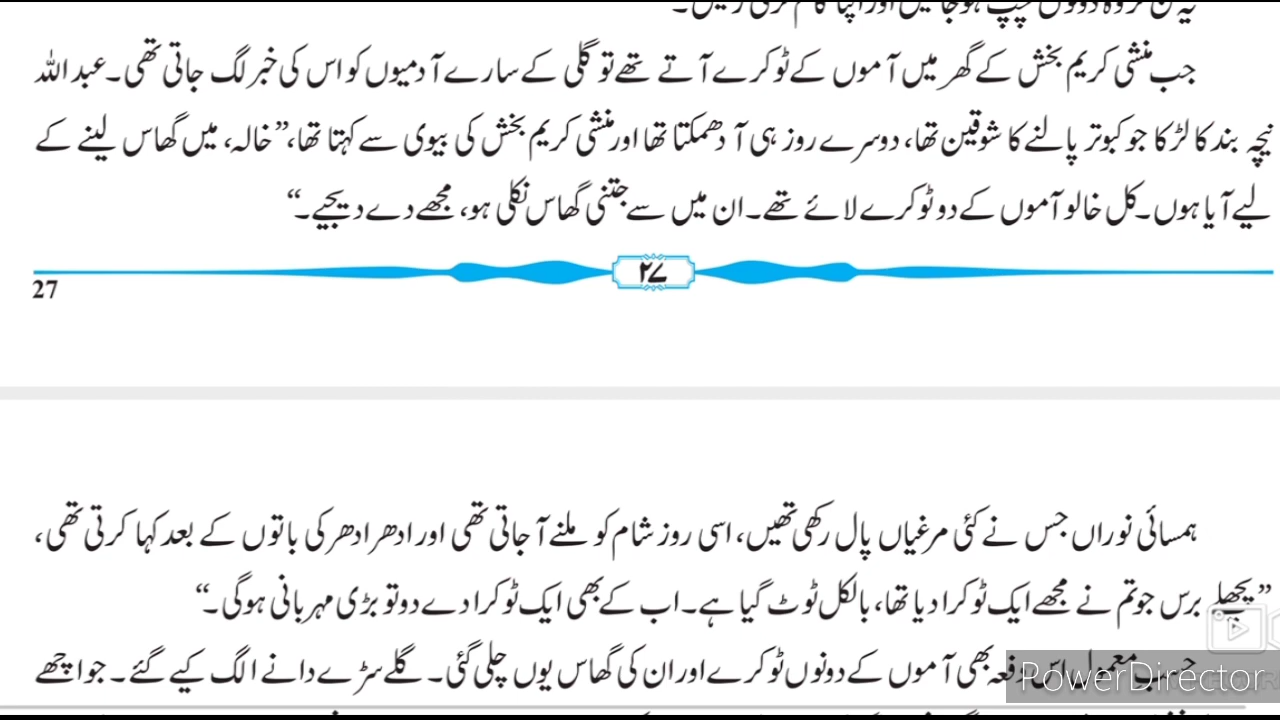 جب منشی کریم بخش کے گھر میں آموں کے ٹوکرے آتے تھے تو گلی کے سارے آدمیوں کو اس کی خبر لگ جاتی تھی۔ عبداللہ
نیچہ بند کا لڑکا جو کبوتر پالنے کا شوقین تھا، دوسرے روز ہی آ دھمکتا تھا اور منشی کریم بخش کی بیوی سے کہتا تھا، ”خالہ، میں گھاس لینے کے
لیے آیا ہوں۔ کل خالو آموں کے دو ٹوکرے لائے تھے۔ ان میں سے جتنی گھاس نکلی ہو، مجھے دے دیجیے۔“
۲۷
27
ہمسائی نوراں جس نے کئی مرغیاں پال رکھی تھیں، اسی روز شام کو ملنے آ جاتی تھی اور ادھر ادھر کی باتوں کے بعد کہا کرتی تھی،
”پچھلے برس جو تم نے مجھے ایک ٹوکرا دیا تھا، بالکل ٹوٹ گیا ہے۔ اب کے بھی ایک ٹوکرا دے دو تو بڑی مہربانی ہوگی۔“
حسبِ معمول اس دفعہ بھی آموں کے دونوں ٹوکرے اور ان کی گھاس یوں چلی گئی۔ گلے سڑے دانے الگ کیے گئے۔ جو اچھے
PowerDirector